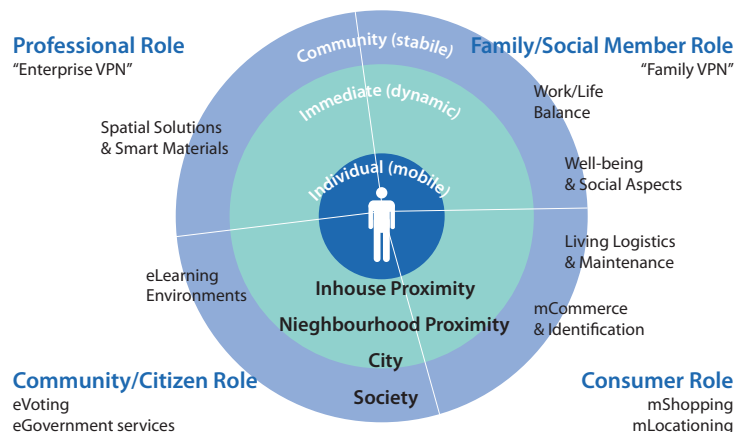 Professional Role
"Enterprise VPN"
Community (stabile)
Family/Social Member Role
"Family VPN"
Immediate (dynamic)
Work/Life
Balance
Spatial Solutions
& Smart Materials
Individual (mobile)
Well-being
& Social Aspects
Living Logistics
& Maintenance
eLearning
Environments
Inhouse Proximity
Nieghbourhood Proximity
City
Society
mCommerce
& Identification
Community/Citizen Role
eVoting
eGovernment services
Consumer Role
mShopping
mLocationing